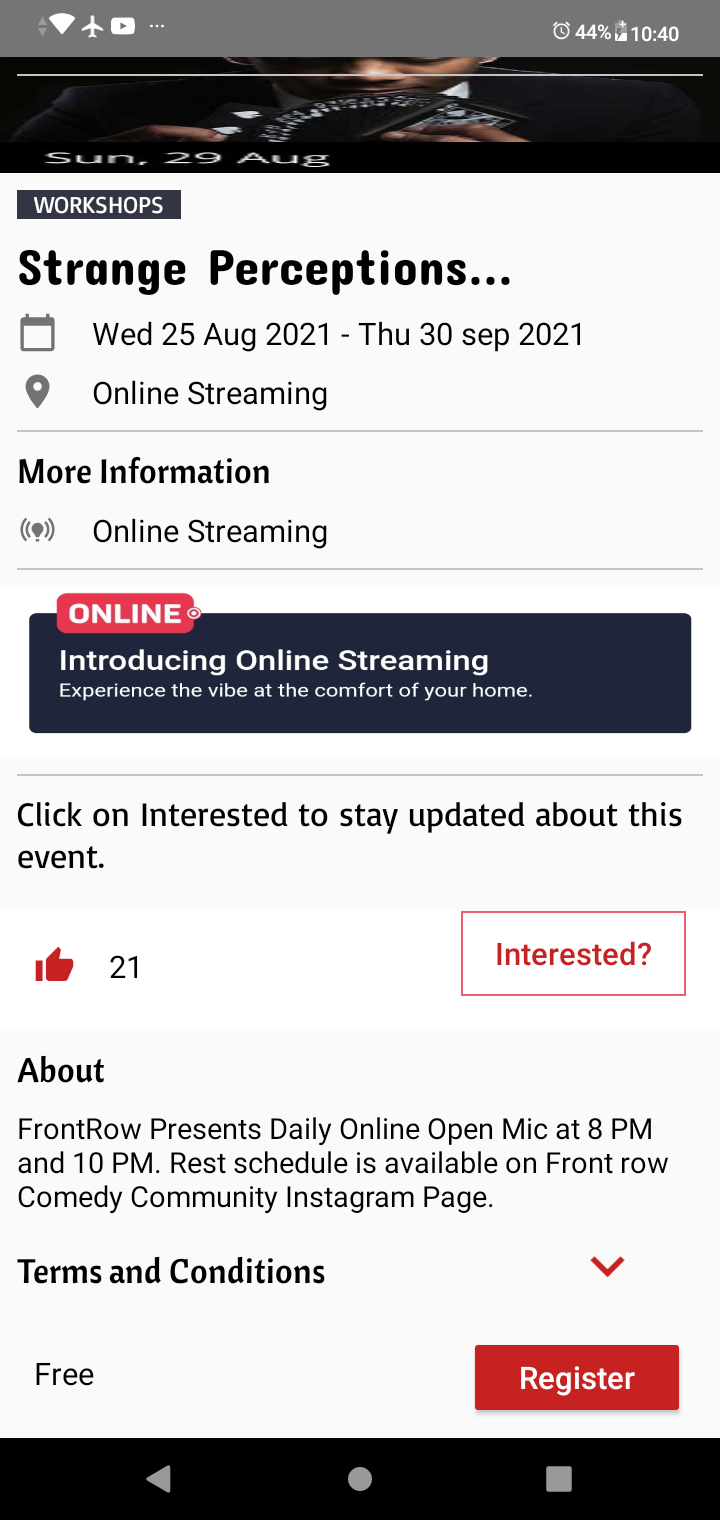 44% 10:40
Sun, 29 Aug
WORKSHOPS
Strange Perceptions...
Wed 25 Aug 2021 - Thu 30 sep 2021
Online Streaming
More Information
Online Streaming
ONLINE
Introducing Online Streaming
Experience the vibe at the comfort of your home.
Click on Interested to stay updated about this
event.
21
Interested?
About
FrontRow Presents Daily Online Open Mic at 8 PM
and 10 PM. Rest schedule is available on Front row
Comedy Community Instagram Page.
Terms and Conditions
Free
Register